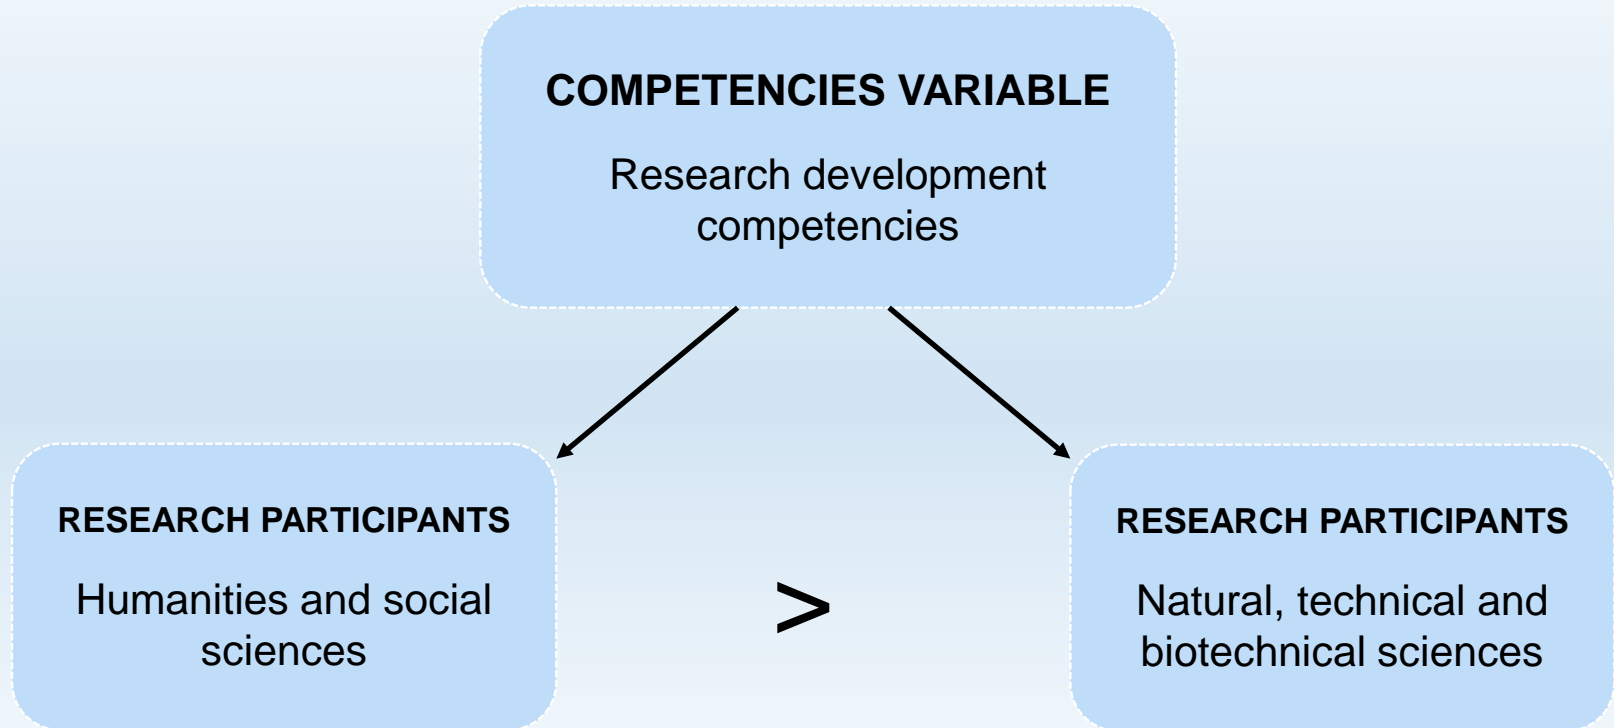 COMPETENCIES VARIABLE
Research development
competencies
RESEARCH PARTICIPANTS
Humanities and social
sciences
>
RESEARCH PARTICIPANTS
Natural, technical and
biotechnical sciences